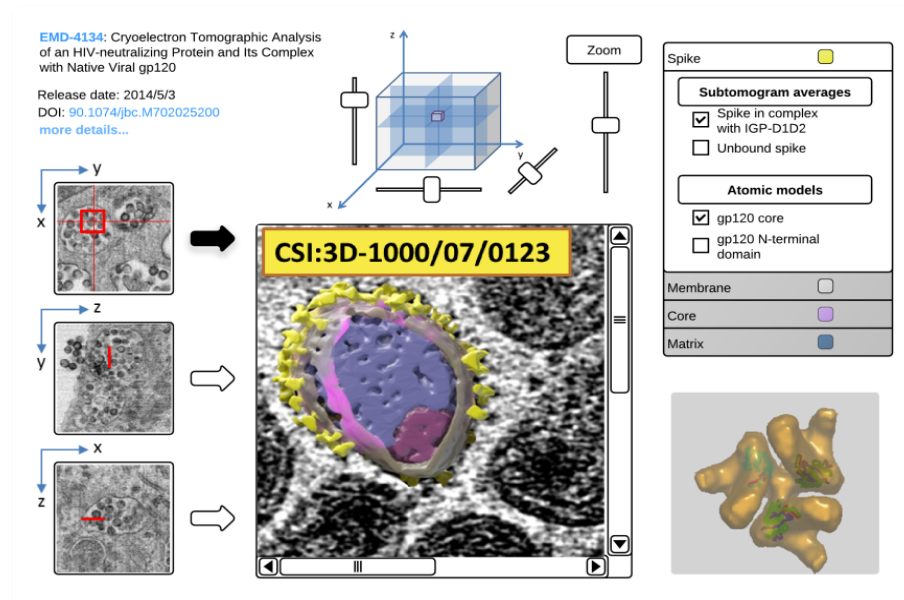 EMD-4134: Cryoelectron Tomographic Analysis
of an HIV-neutralizing Protein and Its Complex
with Native Viral gp120
Release date: 2014/5/3
DOI: 90.1074/jbc.M702025200
more details...
z
y
x
Zoom
Spike
Subtomogram averages
Spike in complex
with IGP-D1D2
Unbound spike
Atomic models
gp120 core
gp120 N-terminal
domain
Membrane
Core
Matrix
y
x
z
y
x
z
CSI:3D-1000/07/0123